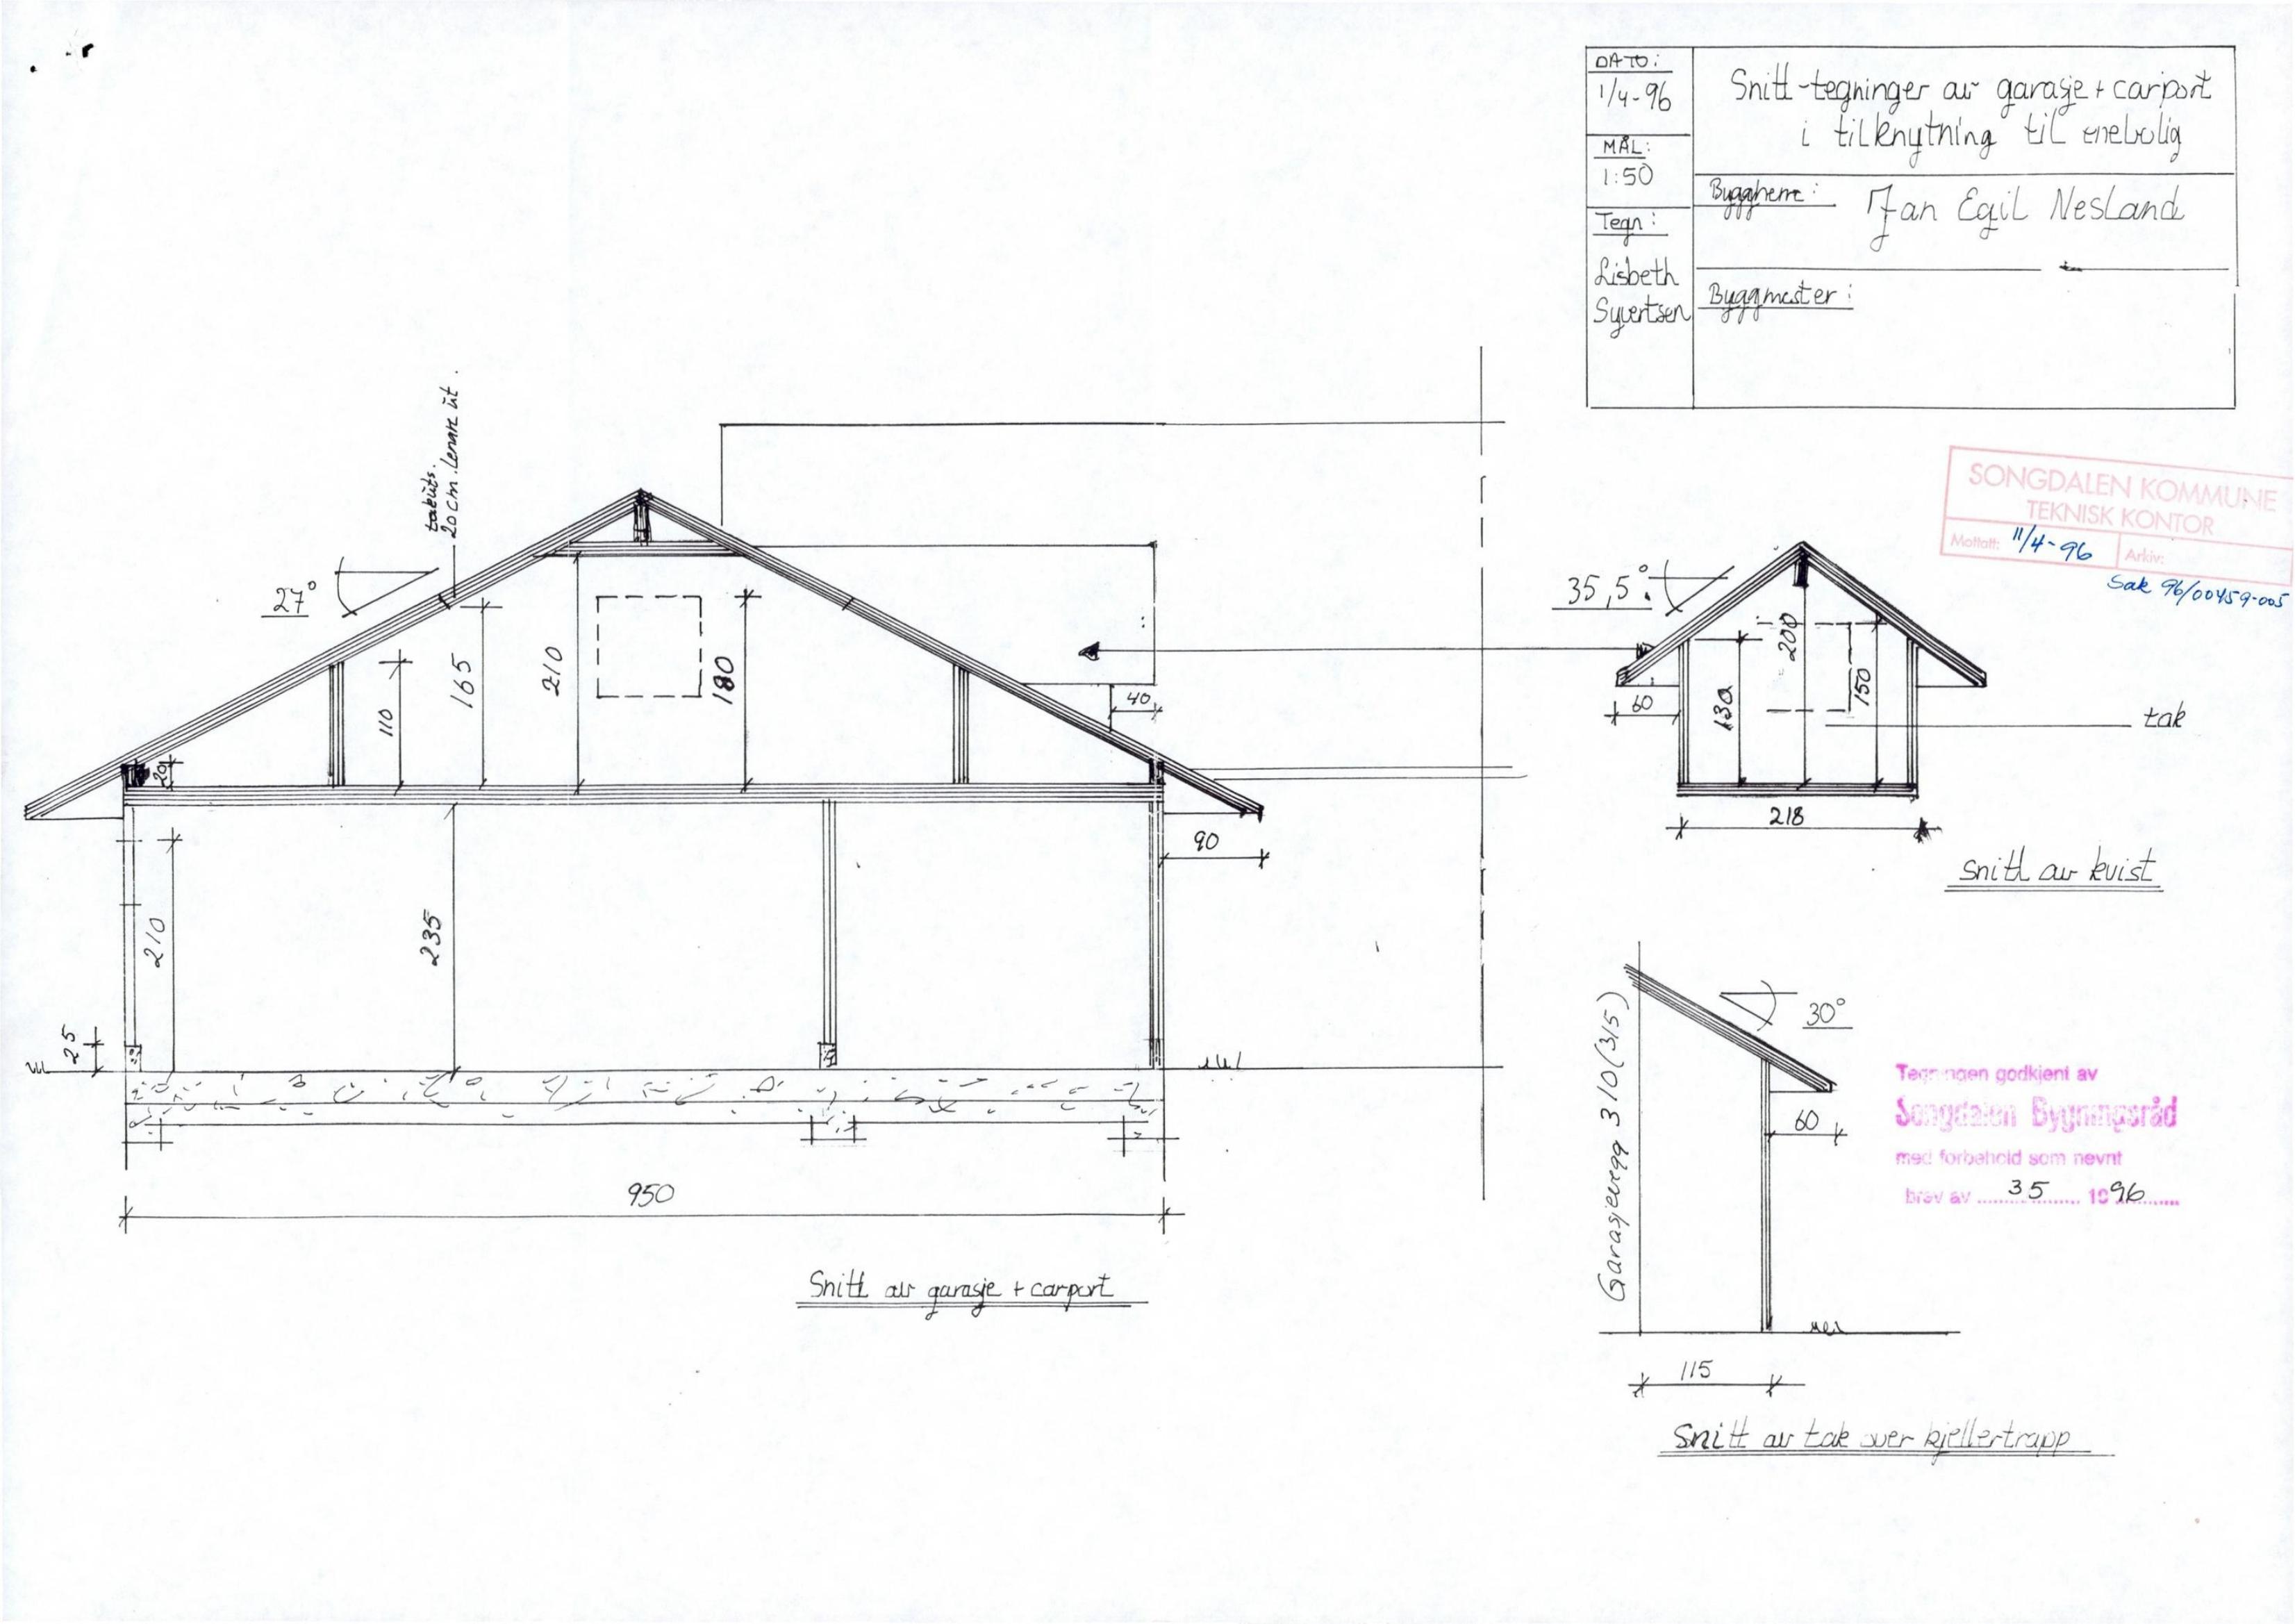 DATO:
1/4-96
MÅL:
1:50
Tegn:
Lisbeth
Syvertsen
Snitt-tegninger av garasje + carport
i tilknytning til enebolig
Byggherre:
Jan Egil Nesland
Byggmester:
SONGDALEN KOMMUNE
TEKNISK KONTOR
Mottatt: 11/4-96 Arkiv:
Sak 96/00459-005
takuts.
20 cm. lenare ut.
27°
20
110
165
210
180
40
90
210
235
25
950
Snitt av garasje + carport
35,5°
60
130
200
150
tak
218
Snitt av kvist
Garasjevegg 310 (315)
30°
60
115
Snitt av tak over kjellertrapp
Tegningen godkjent av
Songdalen Bygningsråd
med forbehold som nevnt
brev av 35 1996